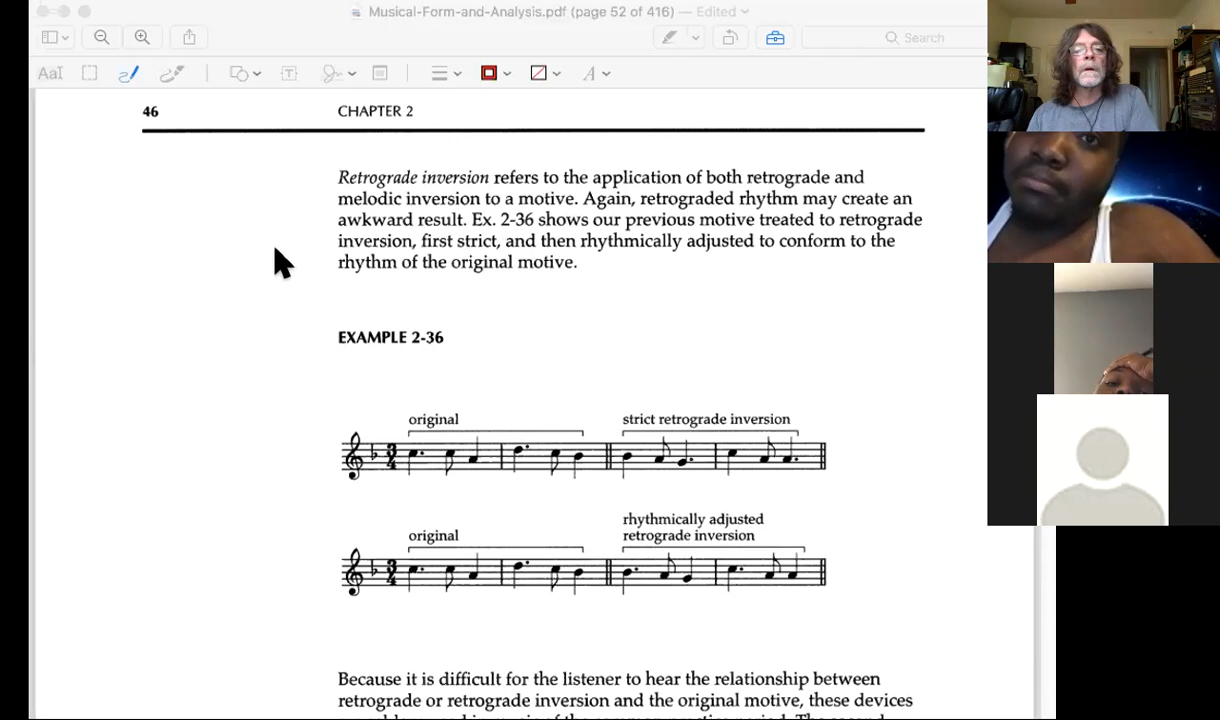 Musical-Form-and-Analysis.pdf (page 52 of 416) — Edited
Search
AaI
A
46 CHAPTER 2
Retrograde inversion refers to the application of both retrograde and
melodic inversion to a motive. Again, retrograded rhythm may create an
awkward result. Ex. 2-36 shows our previous motive treated to retrograde
inversion, first strict, and then rhythmically adjusted to conform to the
rhythm of the original motive.
EXAMPLE 2-36
original strict retrograde inversion
3
4
rhythmically adjusted
original retrograde inversion
3
4
Because it is difficult for the listener to hear the relationship between
retrograde or retrograde inversion and the original motive, these devices